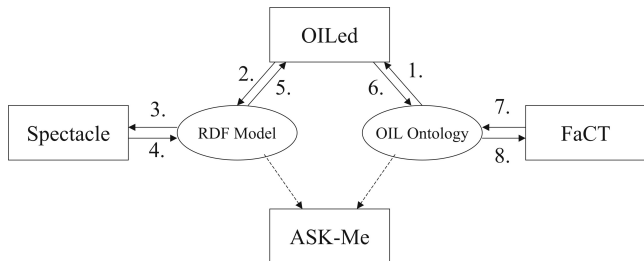 OILed
2.
5.
6.
1.
3.
7.
Spectacle
RDF Model
OIL Ontology
FaCT
4.
8.
ASK-Me